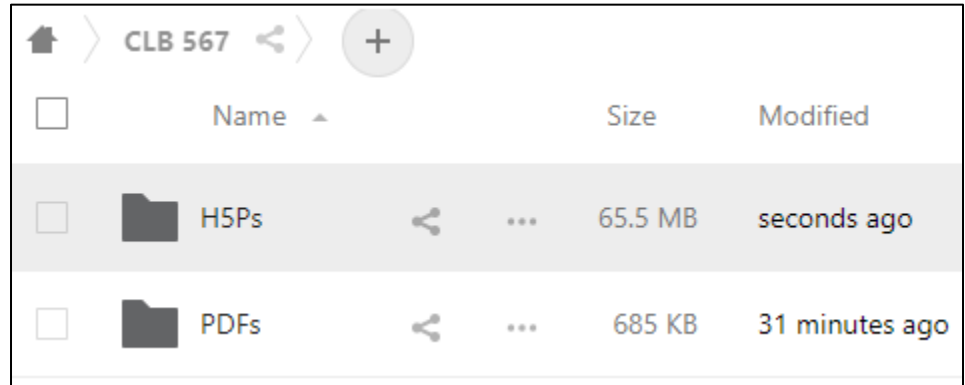 CLB 567
Name Size Modified
H5Ps 65.5 MB seconds ago
PDFs 685 KB 31 minutes ago